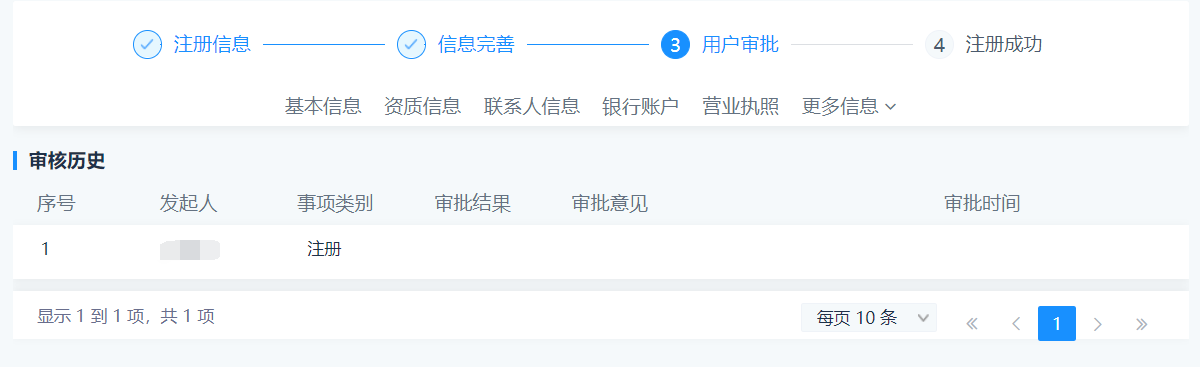 注册信息 信息完善 3 用户审批 4 注册成功
基本信息 资质信息 联系人信息 银行账户 营业执照 更多信息
审核历史
序号 发起人 事项类别 审批结果 审批意见 审批时间
1 注册
显示 1 到 1 项，共 1 项 每页 10 条 1